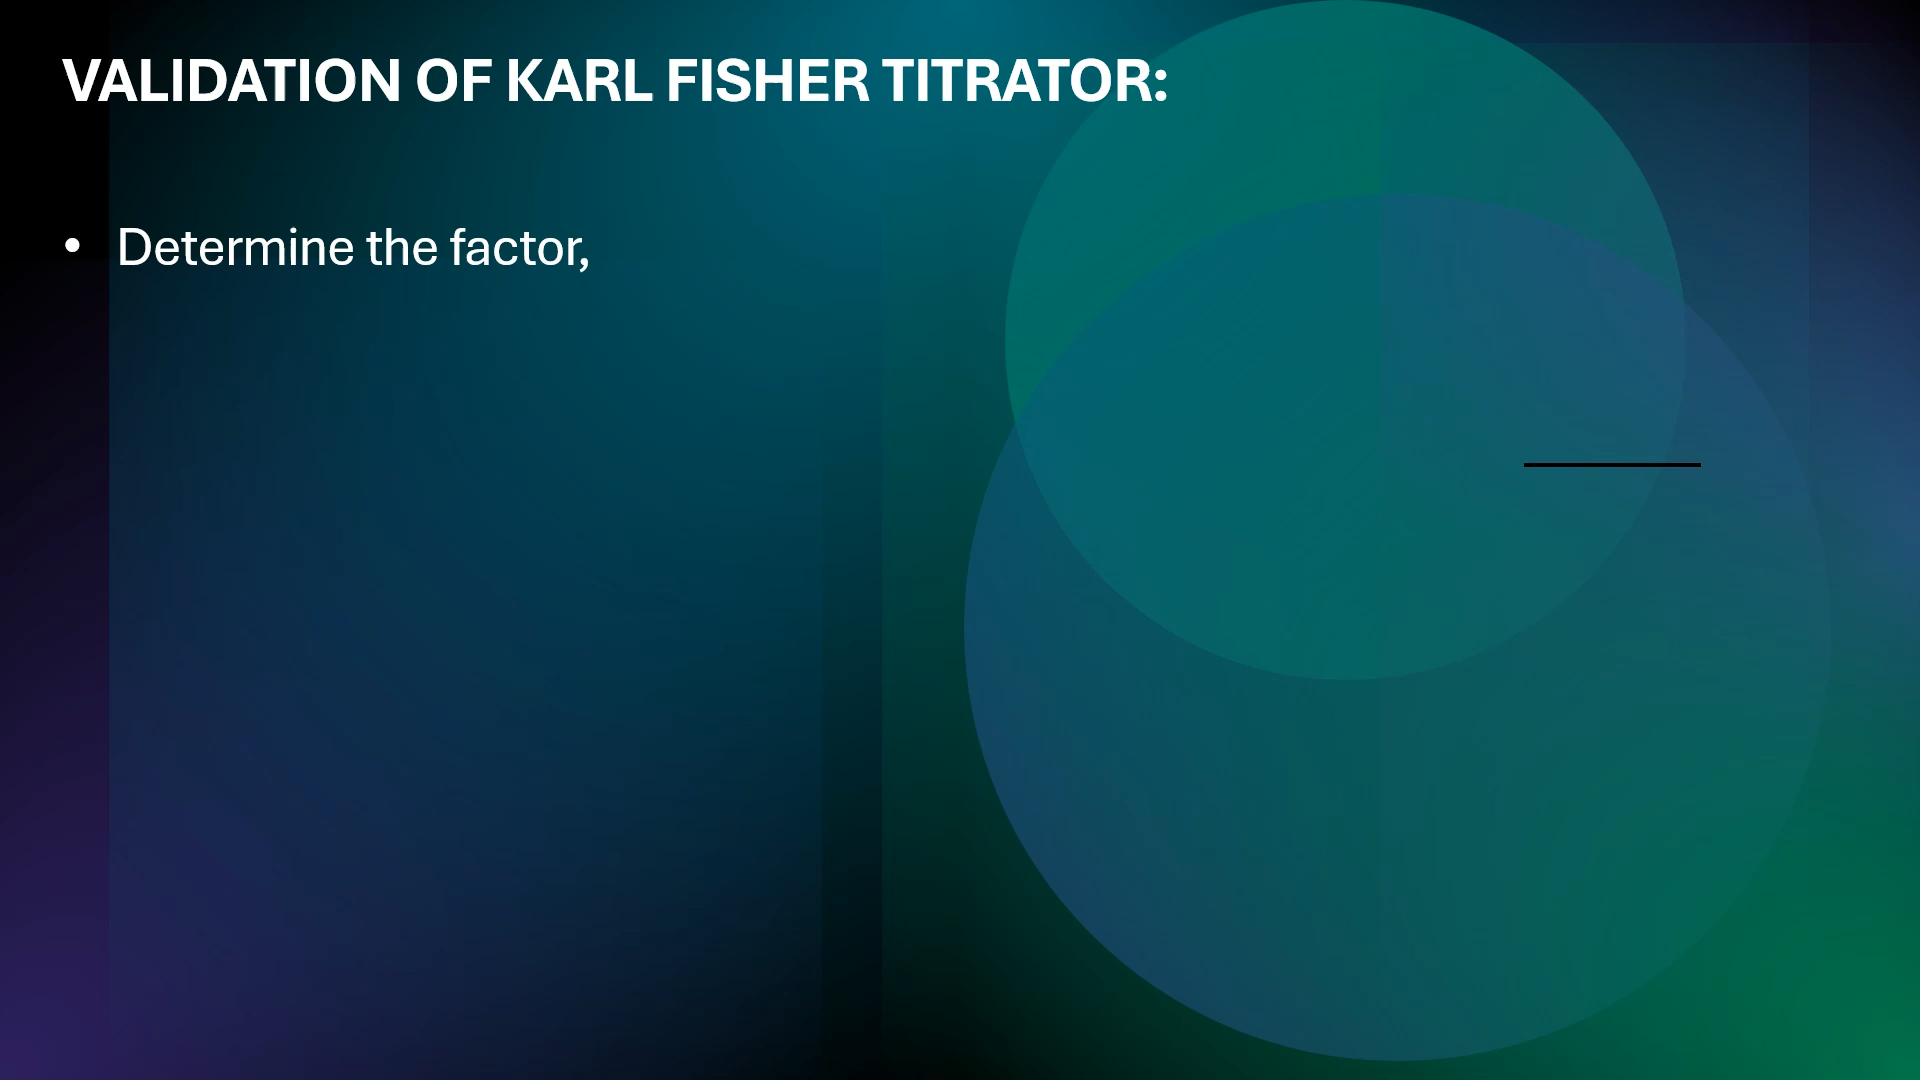 VALIDATION OF KARL FISHER TITRATOR:
• Determine the factor,